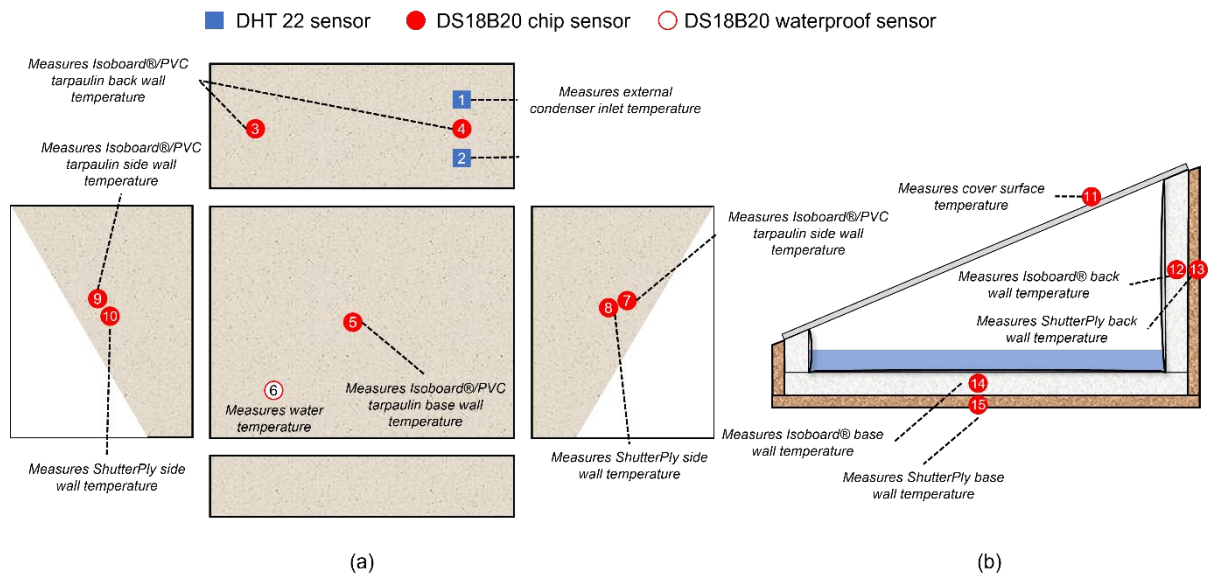 DHT 22 sensor
DS18B20 chip sensor
DS18B20 waterproof sensor
Measures Isoboard®/PVC
tarpaulin back wall
temperature
1
3
4
2
Measures external
condenser inlet temperature
Measures Isoboard®/PVC
tarpaulin side wall
temperature
9
10
Measures ShutterPly side
wall temperature
5
6
Measures water
temperature
Measures Isoboard®/PVC
tarpaulin base wall
temperature
8
7
Measures Isoboard®/PVC
tarpaulin side wall
temperature
Measures ShutterPly side
wall temperature
(a)
Measures cover surface
temperature
11
Measures Isoboard® back
wall temperature
12
13
Measures ShutterPly back
wall temperature
14
15
Measures Isoboard® base
wall temperature
Measures ShutterPly base
wall temperature
(b)